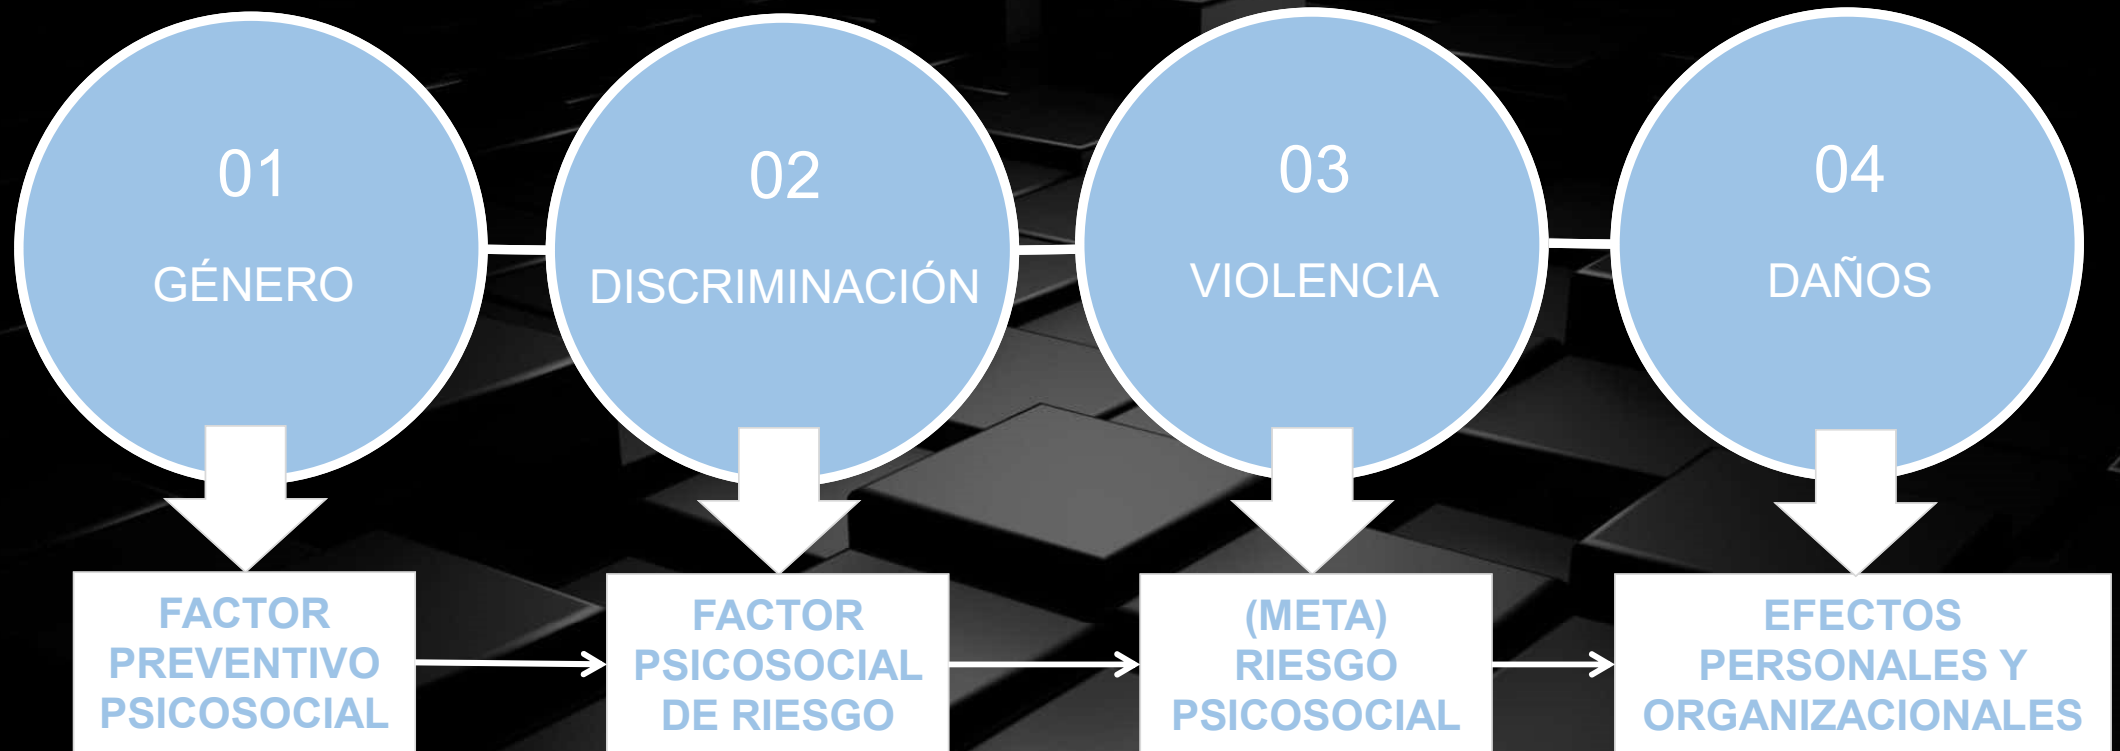 01
GÉNERO
02
DISCRIMINACIÓN
03
VIOLENCIA
04
DAÑOS
FACTOR
PREVENTIVO
PSICOSOCIAL
FACTOR
PSICOSOCIAL
DE RIESGO
(META)
RIESGO
PSICOSOCIAL
EFECTOS
PERSONALES Y
ORGANIZACIONALES